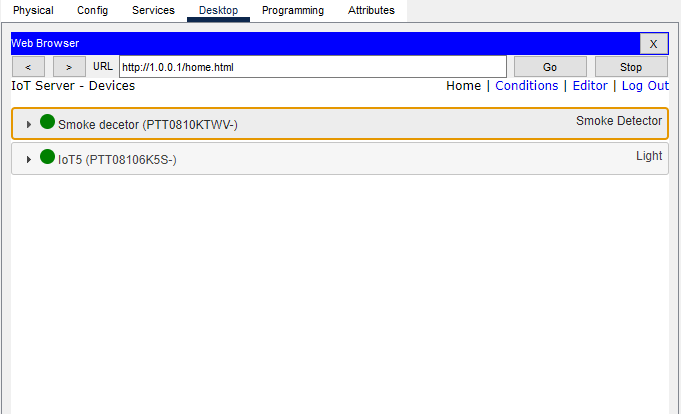 Physical Config Services Desktop Programming Attributes
Web Browser X
< > URL http://1.0.0.1/home.html Go Stop
IoT Server - Devices Home | Conditions | Editor | Log Out
Smoke decetor (PTT0810KTWV-) Smoke Detector
IoT5 (PTT08106K5S-) Light